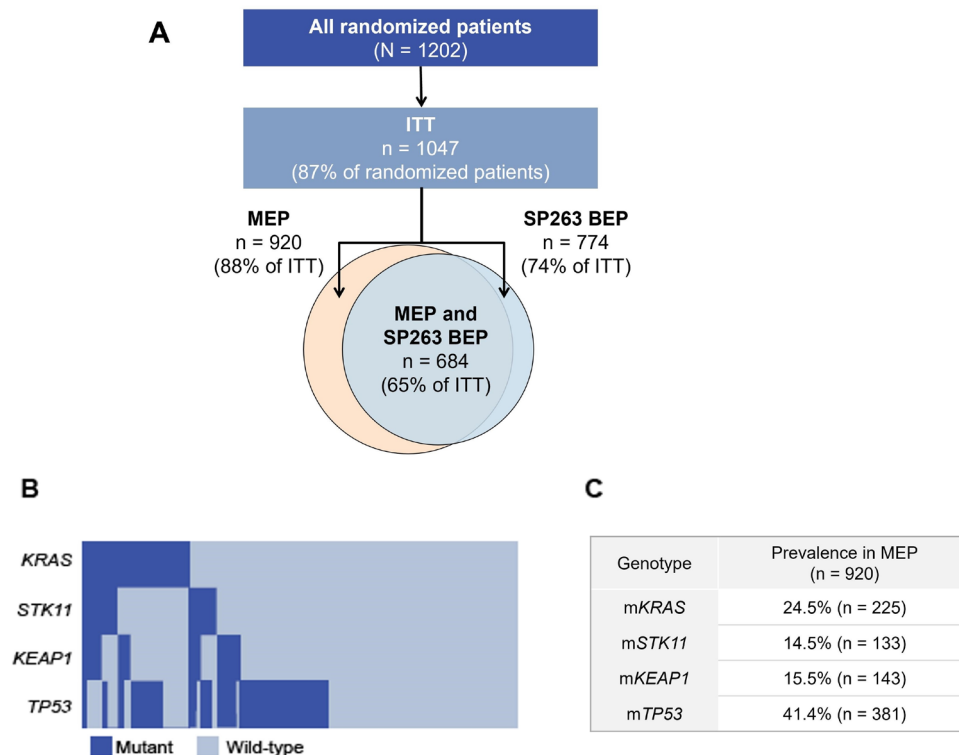 A
All randomized patients
(N = 1202)
ITT
n = 1047
(87% of randomized patients)
MEP
n = 920
(88% of ITT)
SP263 BEP
n = 774
(74% of ITT)
MEP and
SP263 BEP
n = 684
(65% of ITT)
B
KRAS
STK11
KEAP1
TP53
Mutant
Wild-type
C
Genotype
Prevalence in MEP
(n = 920)
mKRAS
24.5% (n = 225)
mSTK11
14.5% (n = 133)
mKEAP1
15.5% (n = 143)
mTP53
41.4% (n = 381)